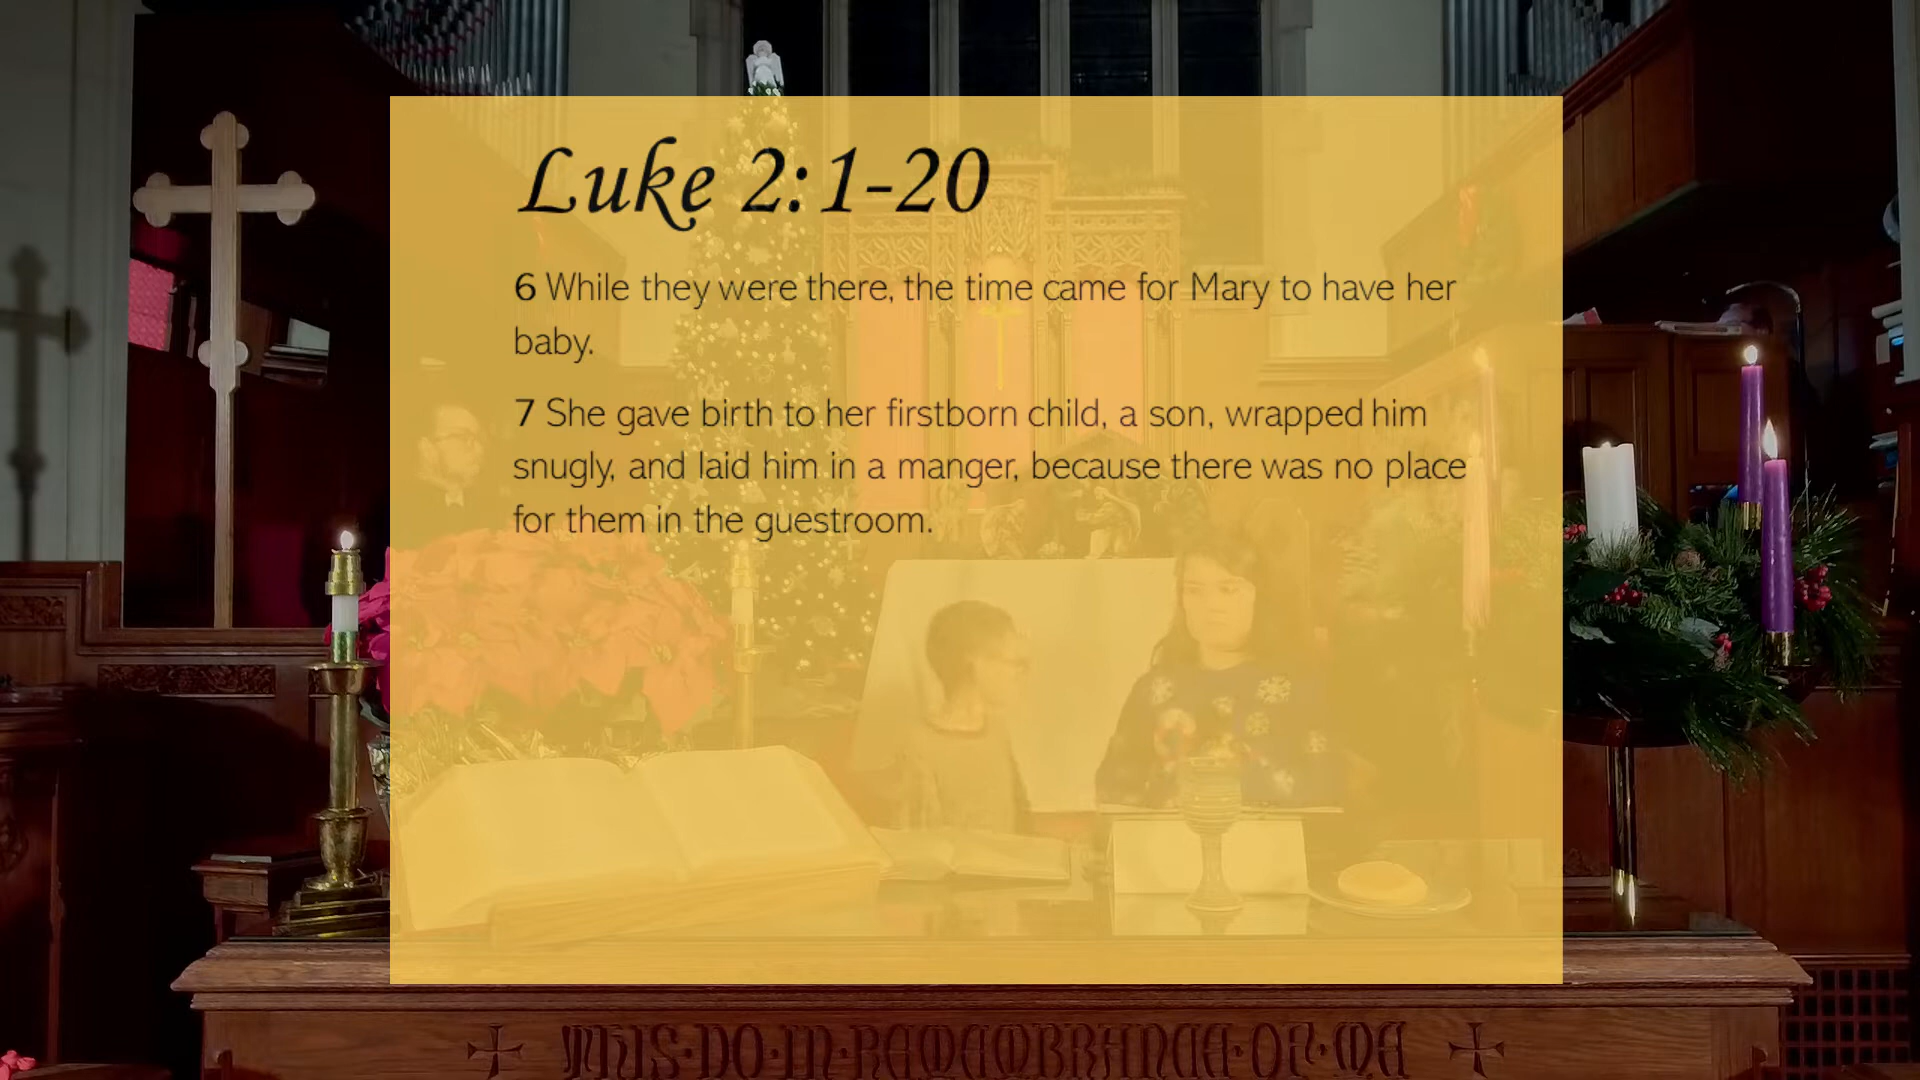 Luke 2:1-20
6 While they were there, the time came for Mary to have her
baby.
7 She gave birth to her firstborn child, a son, wrapped him
snugly, and laid him in a manger, because there was no place
for them in the guestroom.
THIS·DO·IN·REMEMBRANCE·OF·ME